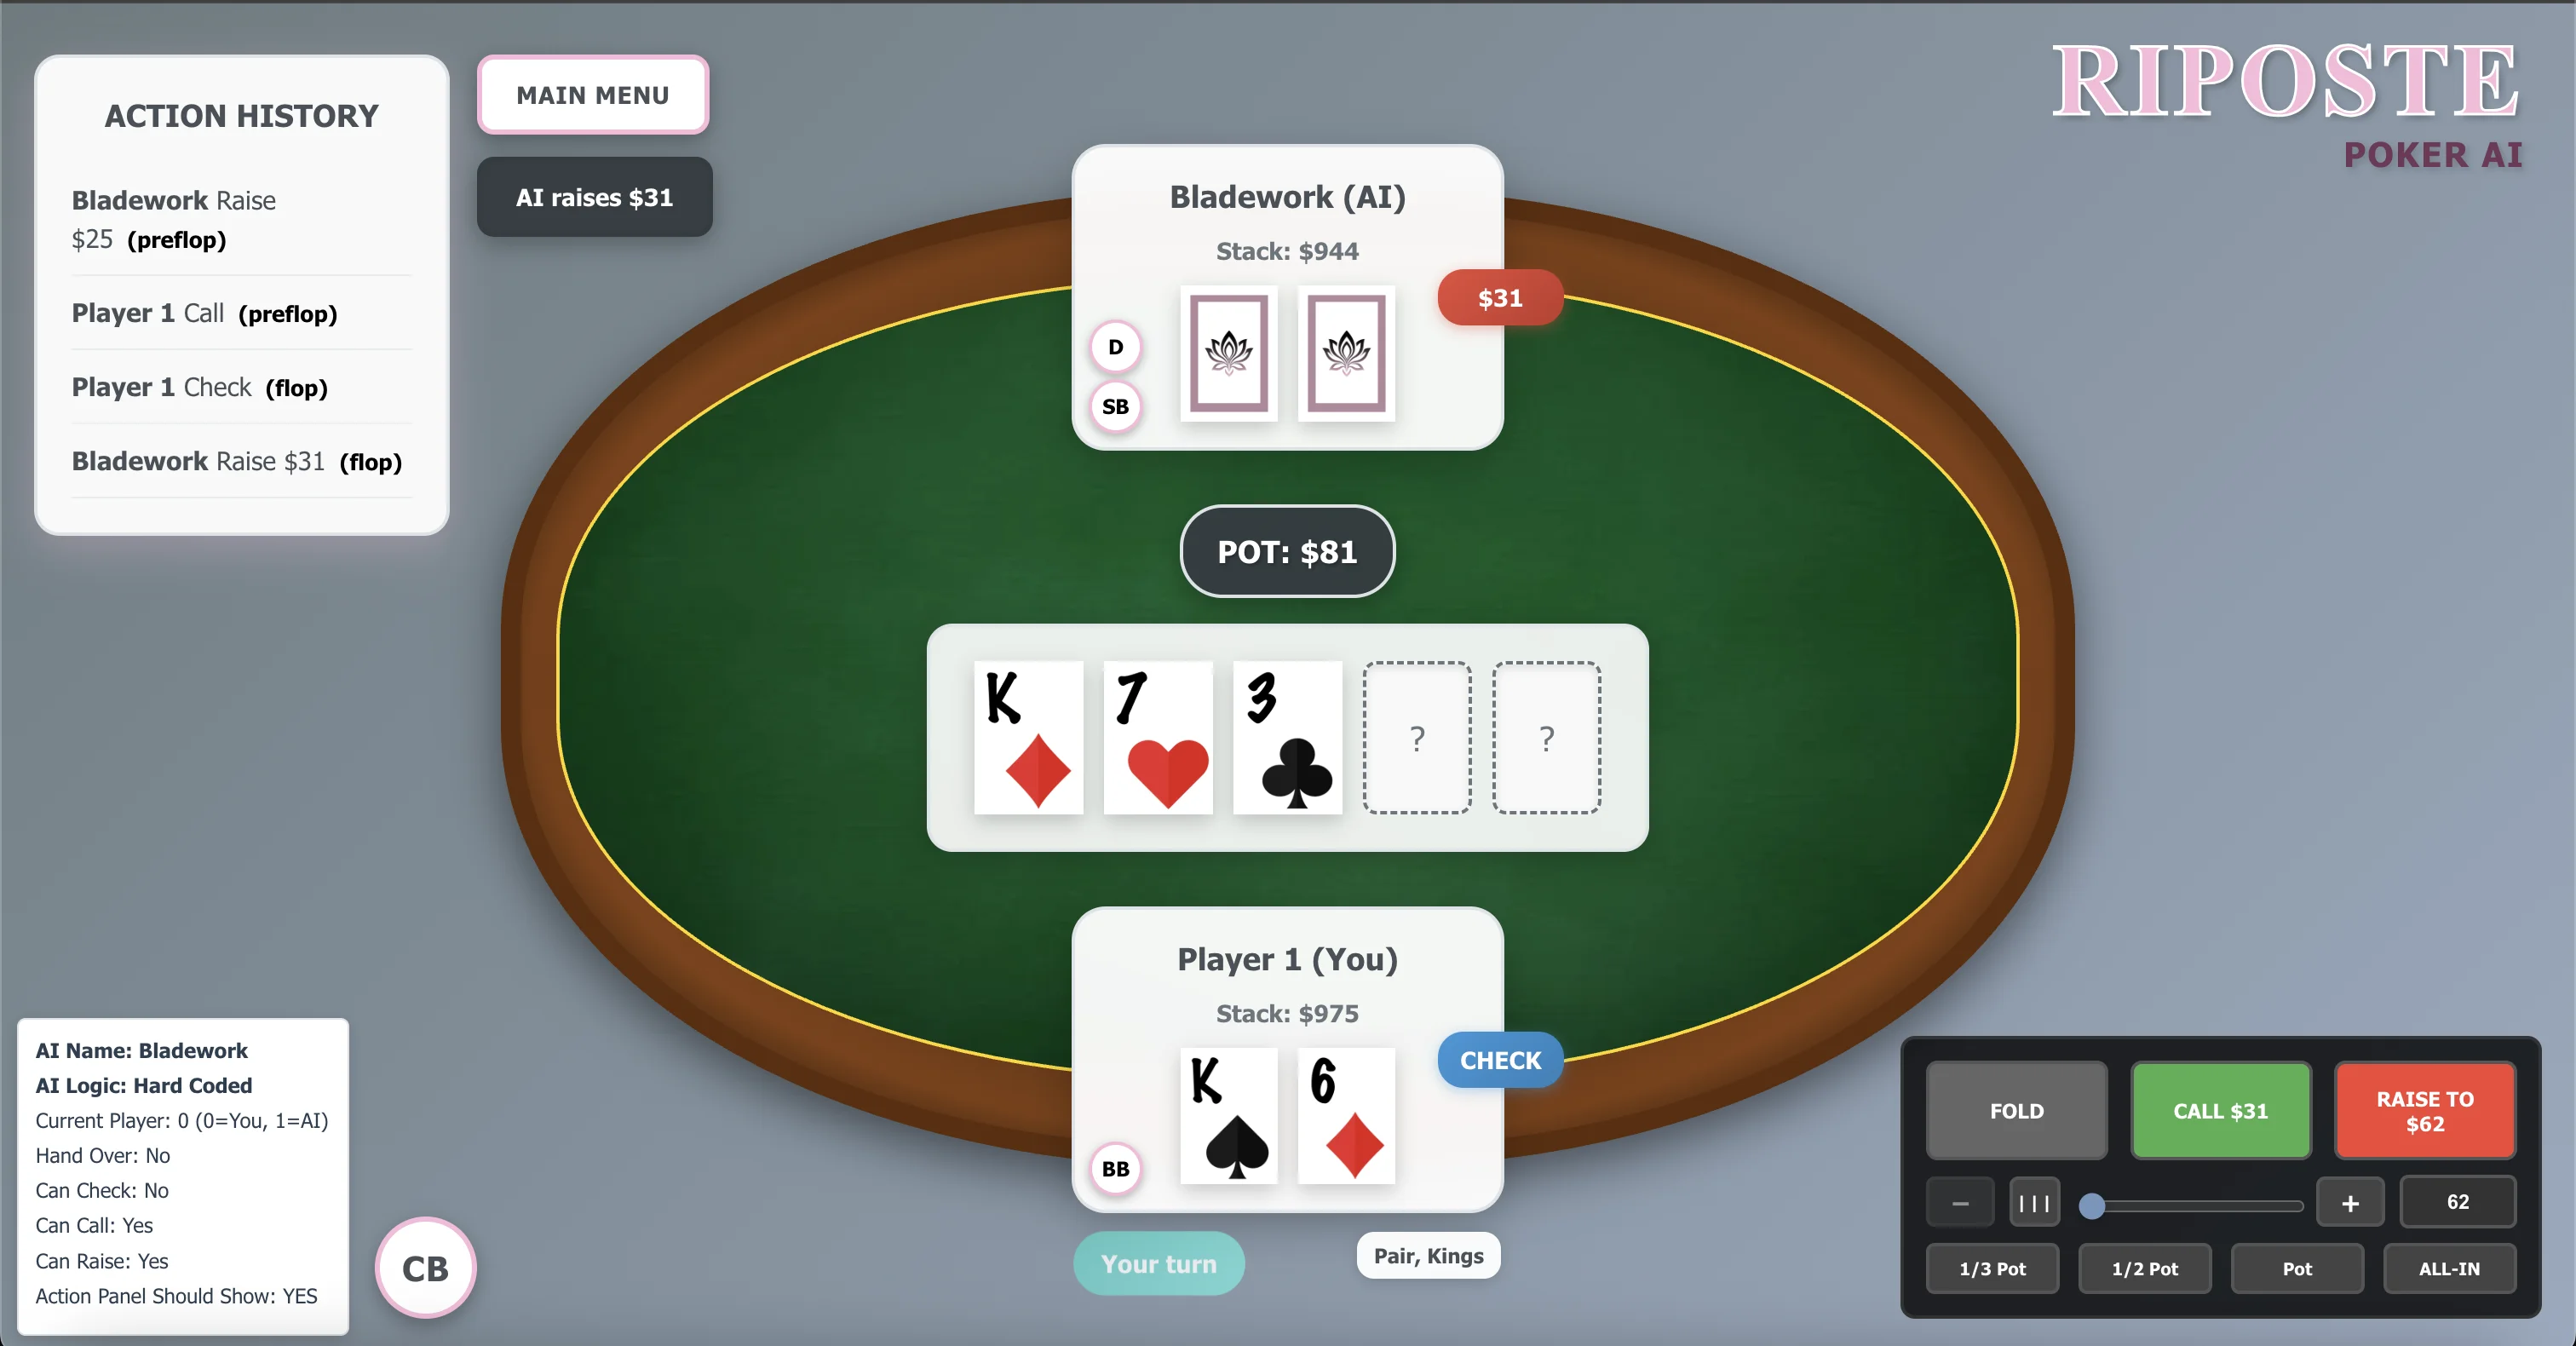 ACTION HISTORY
Bladework Raise
$25 (preflop)
Player 1 Call (preflop)
Player 1 Check (flop)
Bladework Raise $31 (flop)
MAIN MENU
AI raises $31
RIPOSTE
POKER AI
Bladework (AI)
Stack: $944
$31
D
SB
POT: $81
K
7
3
?
?
Player 1 (You)
Stack: $975
CHECK
K
6
BB
Your turn
Pair, Kings
AI Name: Bladework
AI Logic: Hard Coded
Current Player: 0 (0=You, 1=AI)
Hand Over: No
Can Check: No
Can Call: Yes
Can Raise: Yes
Action Panel Should Show: YES
CB
FOLD
CALL $31
RAISE TO
$62
−
|||
+
62
1/3 Pot
1/2 Pot
Pot
ALL-IN